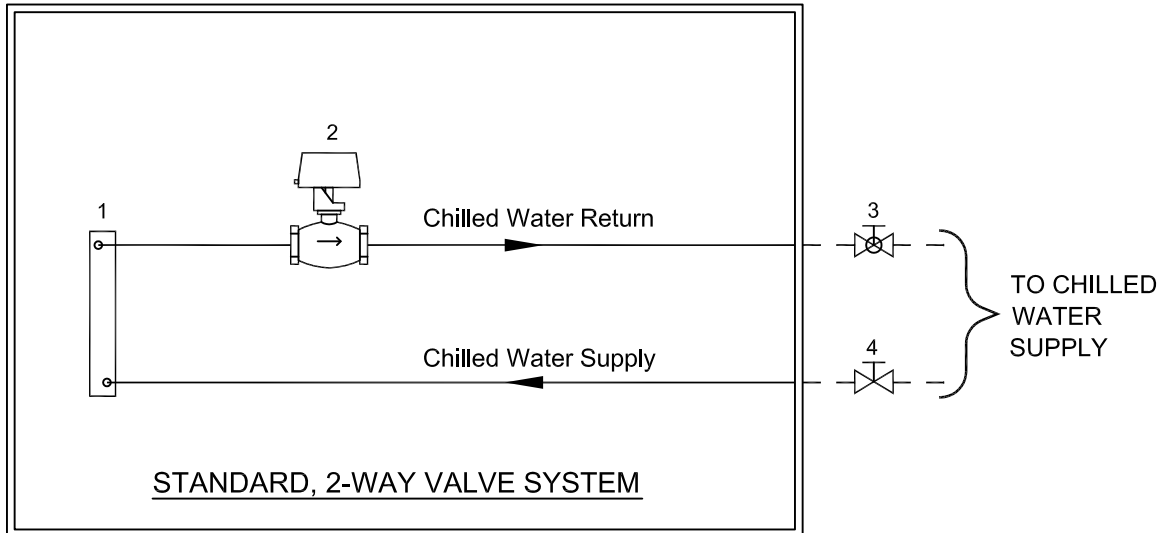 2
1
Chilled Water Return
3
TO CHILLED
WATER
SUPPLY
Chilled Water Supply
4
STANDARD, 2-WAY VALVE SYSTEM